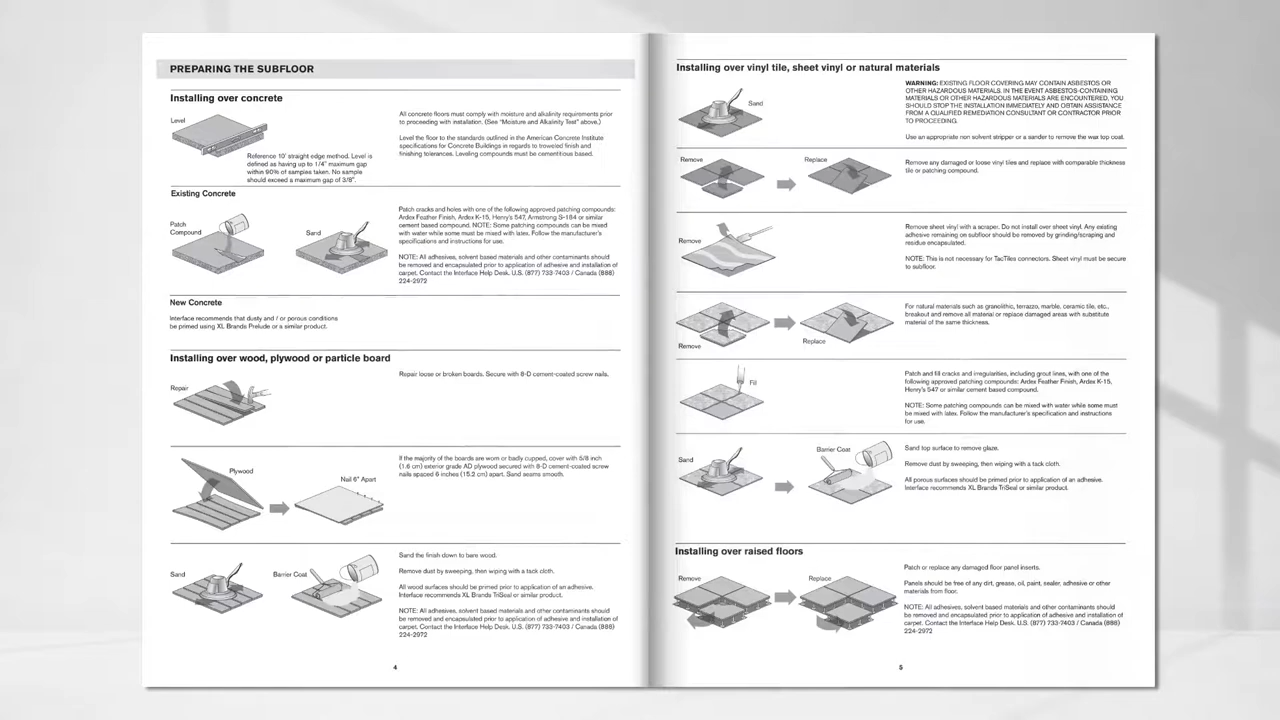 PREPARING THE SUBFLOOR
Installing over concrete
Level
Reference 10' straight edge method. Level is
defined as having up to 1/4" maximum gap
within 90% of samples taken. No sample
should exceed a maximum gap of 3/8".
All concrete floors must comply with moisture and alkalinity requirements prior
to proceeding with installation. (See "Moisture and Alkalinity Test" above.)
Level the floor to the standards outlined in the American Concrete Institute
specifications for Concrete Buildings in regards to troweled finish and
finishing tolerances. Leveling compounds must be cementitious based.
Existing Concrete
Patch
Compound
Sand
Patch cracks and holes with one of the following approved patching compounds:
Ardex Feather Finish, Ardex K-15, Henry's 547, Armstrong S-184 or similar
cement based compound. NOTE: Some patching compounds can be mixed
with water while some must be mixed with latex. Follow the manufacturer's
specifications and instructions for use.
NOTE: All adhesives, solvent based materials and other contaminants should
be removed and encapsulated prior to application of adhesive and installation of
carpet. Contact the Interface Help Desk. U.S. (877) 733-7403 / Canada (888)
224-2972
New Concrete
Interface recommends that dusty and / or porous conditions
be primed using XL Brands Prelude or a similar product.
Installing over wood, plywood or particle board
Repair
Repair loose or broken boards. Secure with 8-D cement-coated screw nails.
Plywood
Nail 6" Apart
If the majority of the boards are worn or badly cupped, cover with 5/8 inch
(1.6 cm) exterior grade AD plywood secured with 8-D cement-coated screw
nails spaced 6 inches (15.2 cm) apart. Sand seams smooth.
Sand
Barrier Coat
Sand the finish down to bare wood.
Remove dust by sweeping, then wiping with a tack cloth.
All wood surfaces should be primed prior to application of an adhesive.
Interface recommends XL Brands TriSeal or similar product.
NOTE: All adhesives, solvent based materials and other contaminants should
be removed and encapsulated prior to application of adhesive and installation of
carpet. Contact the Interface Help Desk. U.S. (877) 733-7403 / Canada (888)
224-2972
4
Installing over vinyl tile, sheet vinyl or natural materials
Sand
WARNING: EXISTING FLOOR COVERING MAY CONTAIN ASBESTOS OR
OTHER HAZARDOUS MATERIALS. IN THE EVENT ASBESTOS-CONTAINING
MATERIALS OR OTHER HAZARDOUS MATERIALS ARE ENCOUNTERED, YOU
SHOULD STOP THE INSTALLATION IMMEDIATELY AND OBTAIN ASSISTANCE
FROM A QUALIFIED REMEDIATION CONSULTANT OR CONTRACTOR PRIOR
TO PROCEEDING.
Use an appropriate non solvent stripper or a sander to remove the wax top coat.
Remove
Replace
Remove any damaged or loose vinyl tiles and replace with comparable thickness
tile or patching compound.
Remove
Remove sheet vinyl with a scraper. Do not install over sheet vinyl. Any existing
adhesive remaining on subfloor should be removed by grinding/scraping and
residue encapsulated.
NOTE: This is not necessary for TacTiles connectors. Sheet vinyl must be secure
to subfloor.
Remove
Replace
For natural materials such as granolithic, terrazzo, marble, ceramic tile, etc.,
breakout and remove all material or replace damaged areas with substitute
material of the same thickness.
Fill
Patch and fill cracks and irregularities, including grout lines, with one of the
following approved patching compounds: Ardex Feather Finish, Ardex K-15,
Henry's 547 or similar cement based compound.
NOTE: Some patching compounds can be mixed with water while some must
be mixed with latex. Follow the manufacturer's specification and instructions
for use.
Sand
Barrier Coat
Sand top surface to remove glaze.
Remove dust by sweeping, then wiping with a tack cloth.
All porous surfaces should be primed prior to application of an adhesive.
Interface recommends XL Brands TriSeal or similar product.
Installing over raised floors
Remove
Replace
Patch or replace any damaged floor panel inserts.
Panels should be free of any dirt, grease, oil, paint, sealer, adhesive or other
materials from floor.
NOTE: All adhesives, solvent based materials and other contaminants should
be removed and encapsulated prior to application of adhesive and installation of
carpet. Contact the Interface Help Desk. U.S. (877) 733-7403 / Canada (888)
224-2972
5